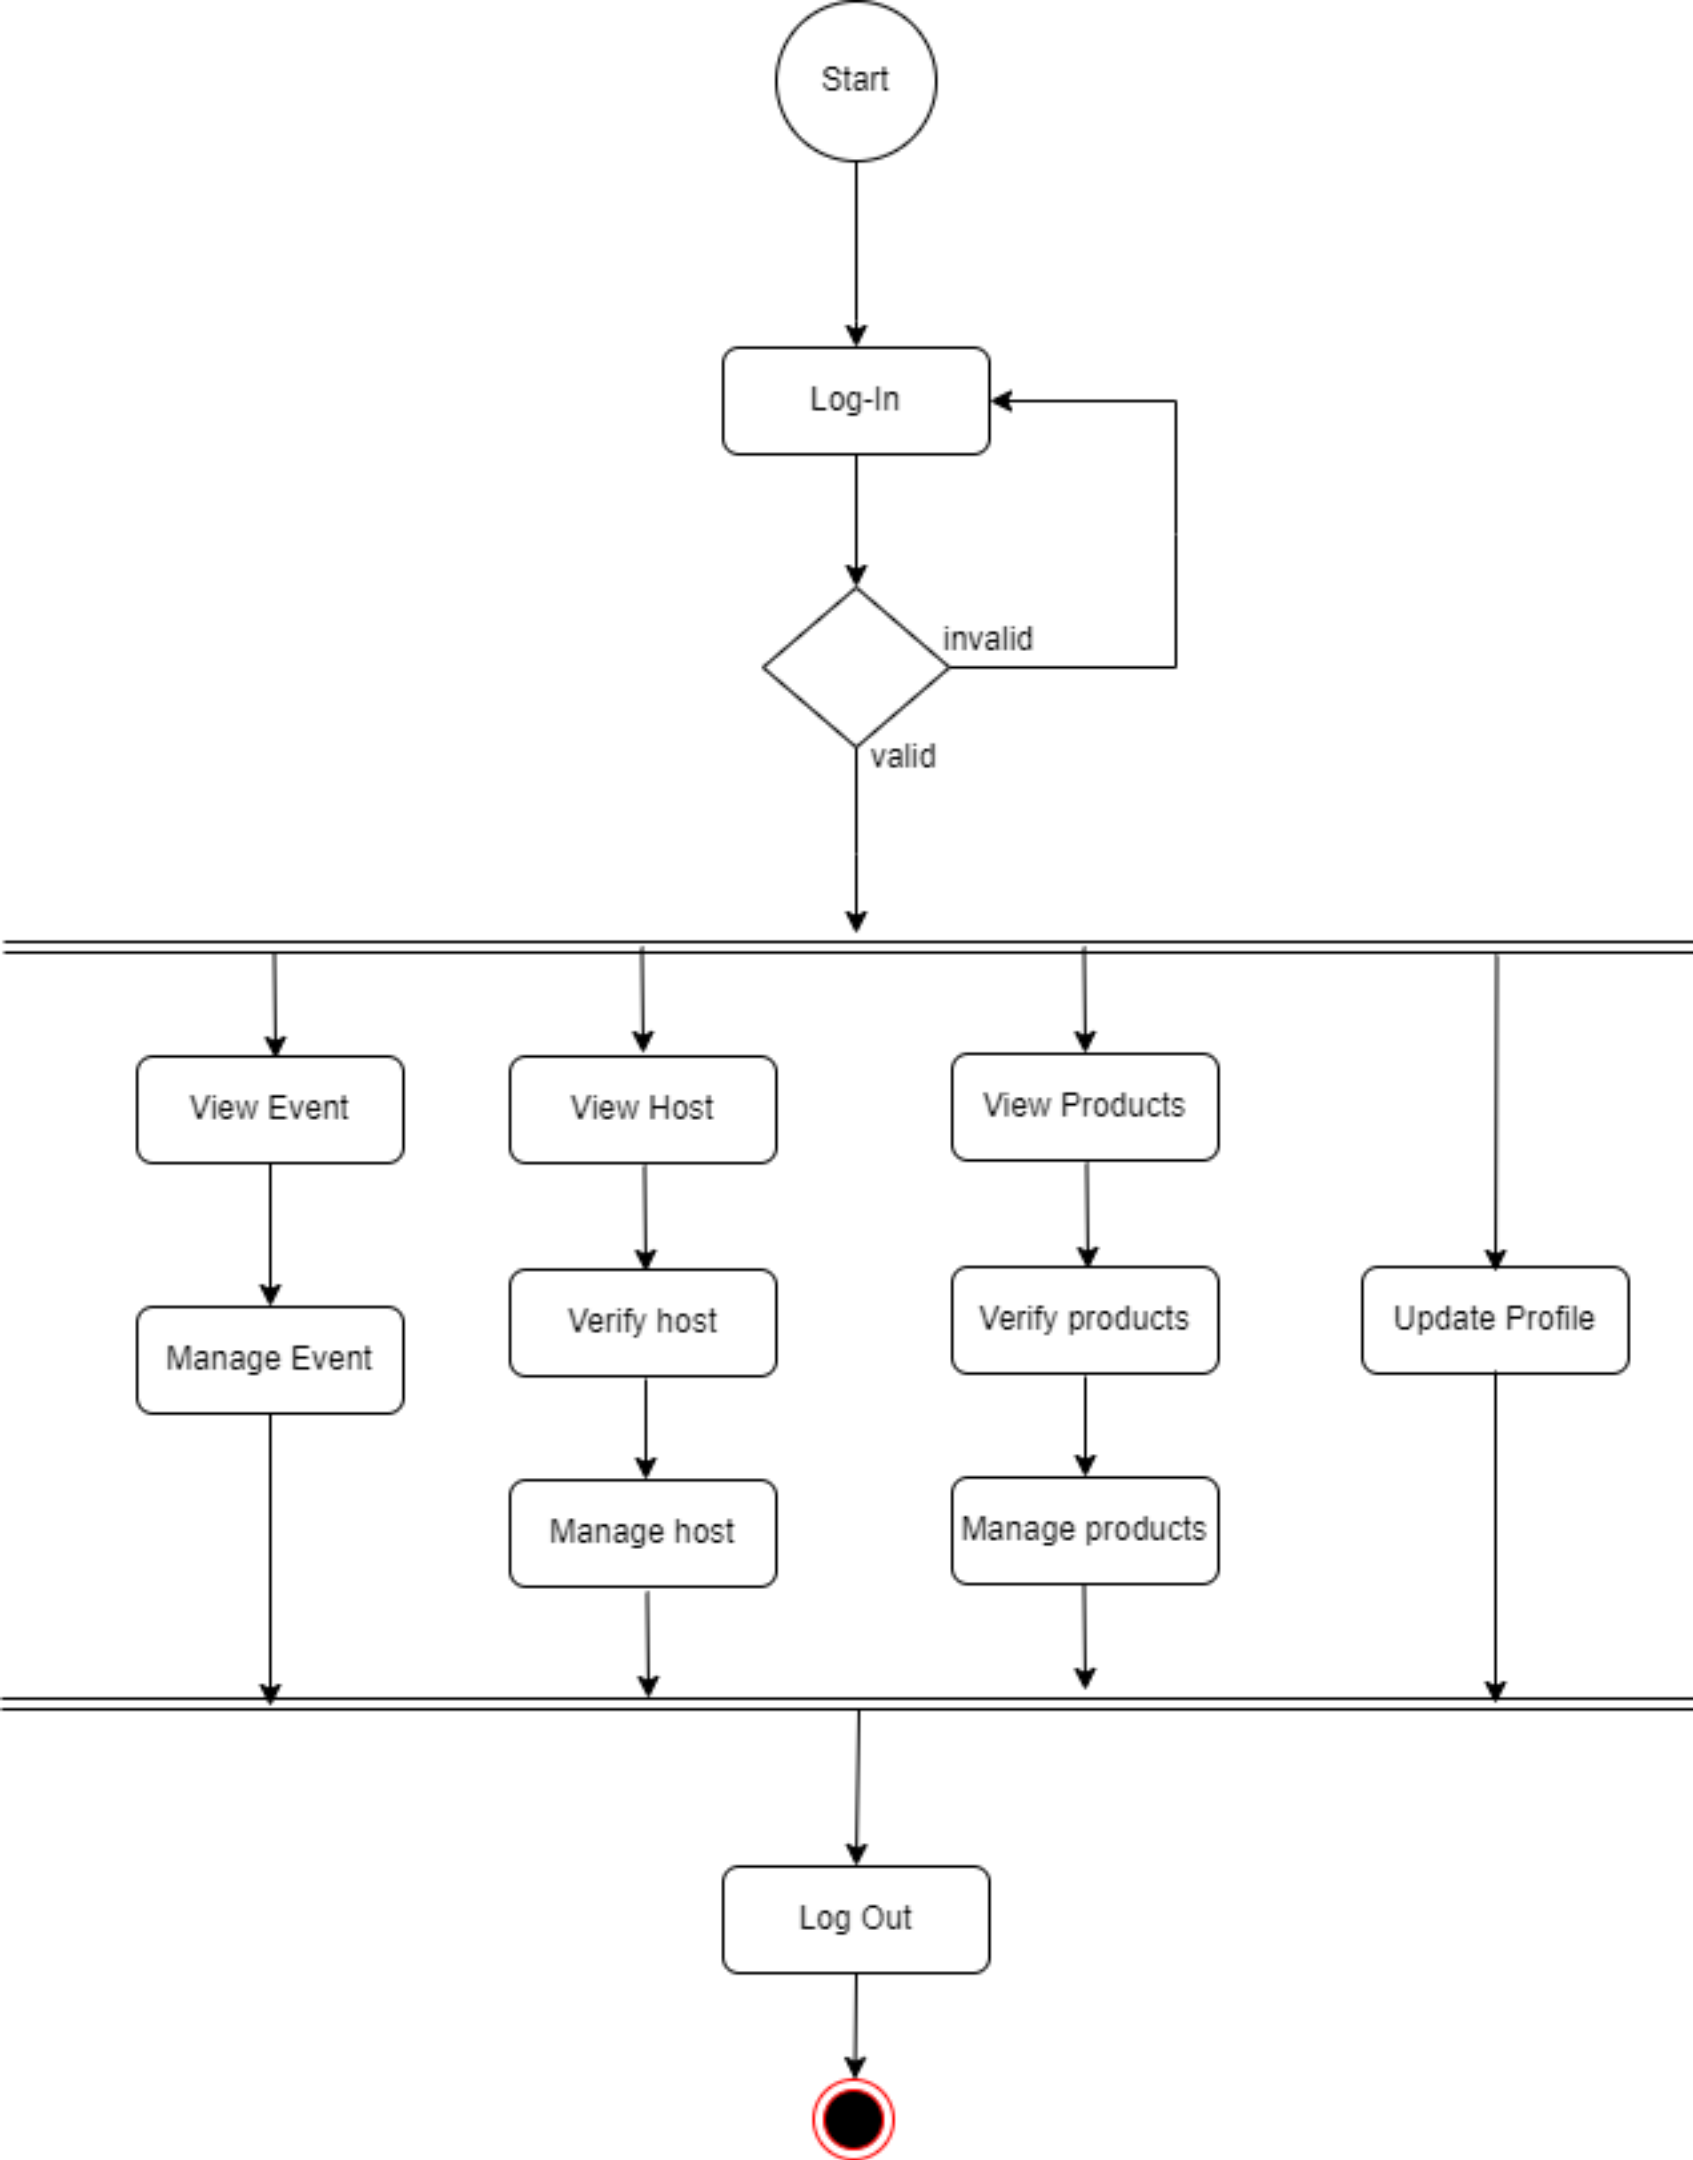 Start
Log-In
invalid
valid
View Event
View Host
View Products
Verify host
Verify products
Update Profile
Manage Event
Manage host
Manage products
Log Out